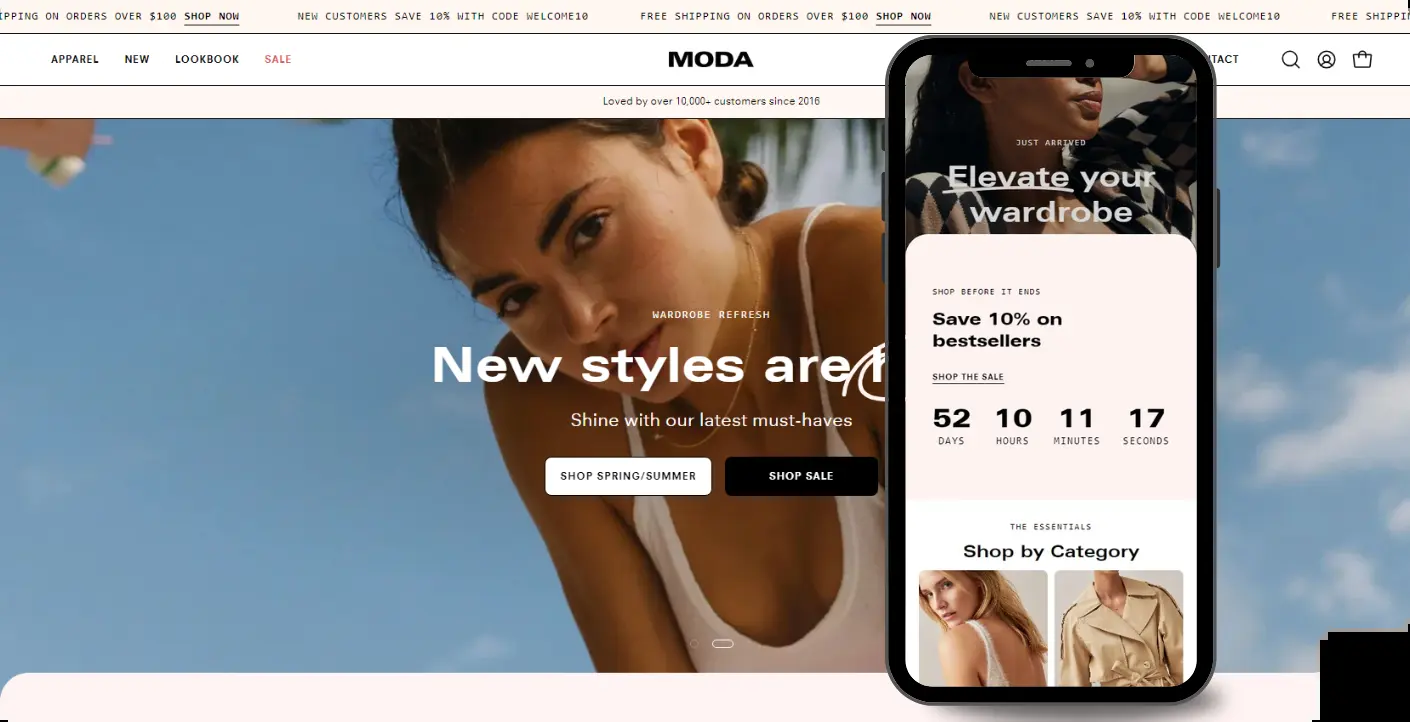 IPPING ON ORDERS OVER $100 SHOP NOW NEW CUSTOMERS SAVE 10% WITH CODE WELCOME10 FREE SHIPPING ON ORDERS OVER $100 SHOP NOW NEW CUSTOMERS SAVE 10% WITH CODE WELCOME10 FREE SHIPPI
APPAREL NEW LOOKBOOK SALE MODA NTACT
Loved by over 10,000+ customers since 2016
WARDROBE REFRESH
New styles are
Shine with our latest must-haves
SHOP SPRING/SUMMER SHOP SALE
JUST ARRIVED
Elevate your
wardrobe
SHOP BEFORE IT ENDS
Save 10% on
bestsellers
SHOP THE SALE
52 10 11 17
DAYS HOURS MINUTES SECONDS
THE ESSENTIALS
Shop by Category